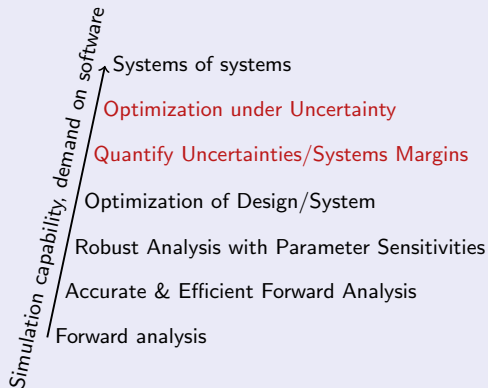 Simulation capability, demand on software
Systems of systems
Optimization under Uncertainty
Quantify Uncertainties/Systems Margins
Optimization of Design/System
Robust Analysis with Parameter Sensitivities
Accurate & Efficient Forward Analysis
Forward analysis